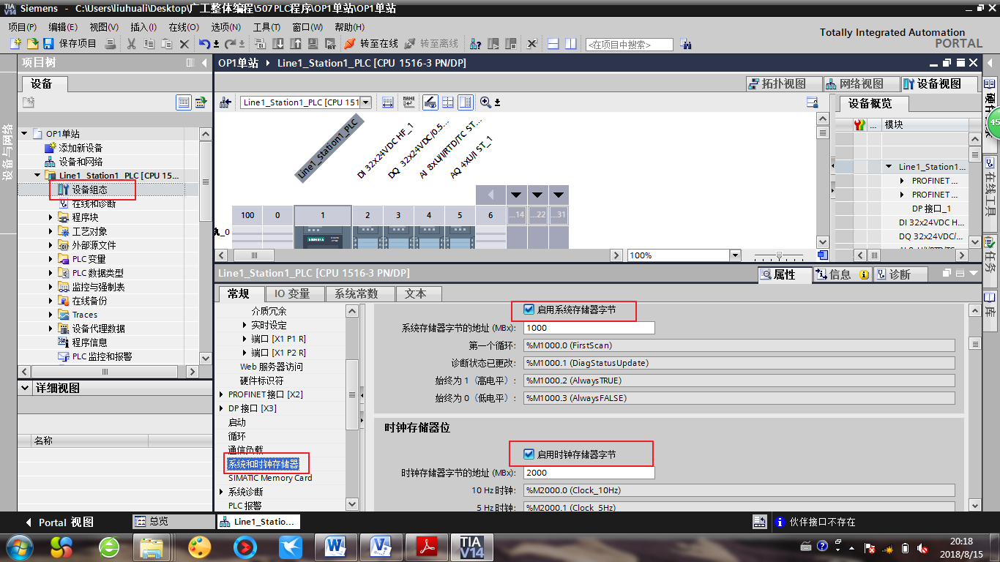 TIA V14
Siemens - C:\Users\liuhuali\Desktop\广工整体编程\507PLC程序\OP1单站\OP1单站
项目(P) 编辑(E) 视图(V) 插入(I) 在线(O) 选项(N) 工具(T) 窗口(W) 帮助(H)
Totally Integrated Automation
PORTAL
保存项目 转至在线 转至离线 <在项目中搜索>
项目树
OP1单站 Line1_Station1_PLC [CPU 1516-3 PN/DP]
设备
拓扑视图 网络视图 设备视图
Line1_Station1_PLC [CPU 151
设备概览
... 模块
设备与网络
OP1单站
添加新设备
设备和网络
Line1_Station1_PLC [CPU 15...
设备组态
在线和诊断
程序块
工艺对象
外部源文件
PLC 变量
PLC 数据类型
监控与强制表
在线备份
Traces
设备代理数据
程序信息
PLC 监控和报警
详细视图
名称
Line1_Station1_PLC
DI 32x24VDC HF_1
DQ 32x24VDC/0.5...
AI 8xU/I/RTD/TC ST...
AQ 4xU/I ST_1
100 0 1 2 3 4 5 6 ...14 ...22 ...31
_0
SIEMENS
100%
Line1_Station1...
PROFINET ...
PROFINET ...
DP 接口_1
DI 32x24VDC H...
DQ 32x24VDC/...
45
在线工具
任务
库
Line1_Station1_PLC [CPU 1516-3 PN/DP]
属性 信息 诊断
常规 IO 变量 系统常数 文本
介质冗余
实时设定
端口 [X1 P1 R]
端口 [X1 P2 R]
Web 服务器访问
硬件标识符
PROFINET接口 [X2]
DP 接口 [X3]
启动
循环
通信负载
系统和时钟存储器
SIMATIC Memory Card
系统诊断
PLC 报警
启用系统存储器字节
系统存储器字节的地址 (MBx): 1000
第一个循环: %M1000.0 (FirstScan)
诊断状态已更改: %M1000.1 (DiagStatusUpdate)
始终为 1（高电平）: %M1000.2 (AlwaysTRUE)
始终为 0（低电平）: %M1000.3 (AlwaysFALSE)
时钟存储器位
启用时钟存储器字节
时钟存储器字节的地址 (MBx): 2000
10 Hz 时钟: %M2000.0 (Clock_10Hz)
5 Hz 时钟: %M2000.1 (Clock_5Hz)
Portal 视图 总览 Line1_Statio... 伙伴接口不存在
TIA V14
20:18
2018/8/15